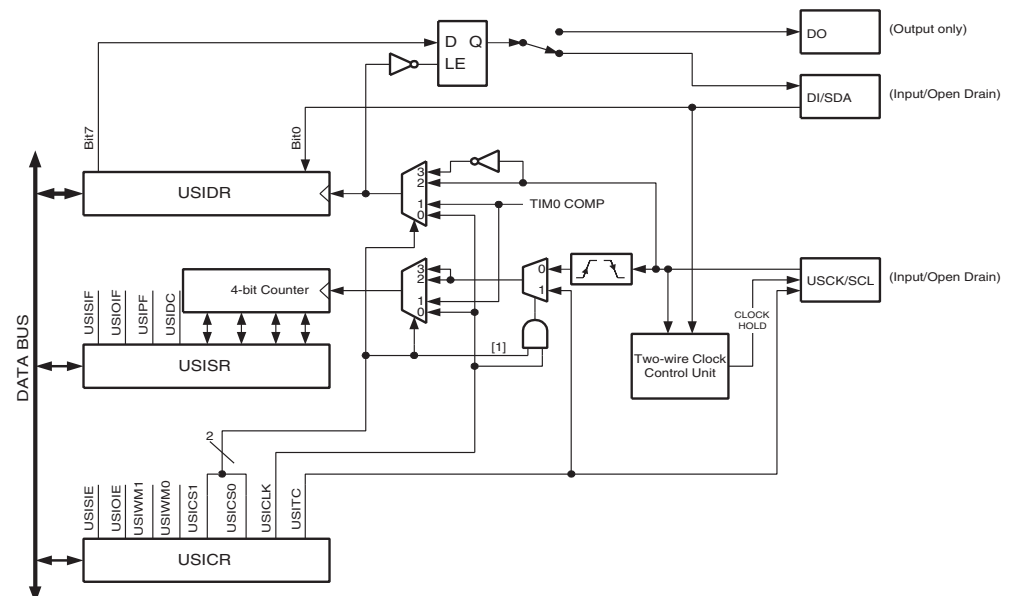 DO
(Output only)
D Q
LE
DI/SDA
(Input/Open Drain)
Bit7
Bit0
USIDR
3
2
1
0
TIM0 COMP
4-bit Counter
3
2
1
0
0
1
USCK/SCL
(Input/Open Drain)
CLOCK
HOLD
USISIF
USIOIF
USIPF
USIDC
[1]
USISR
Two-wire Clock
Control Unit
DATA BUS
2
USISIE
USIOIE
USIWM1
USIWM0
USICS1
USICS0
USICLK
USITC
USICR